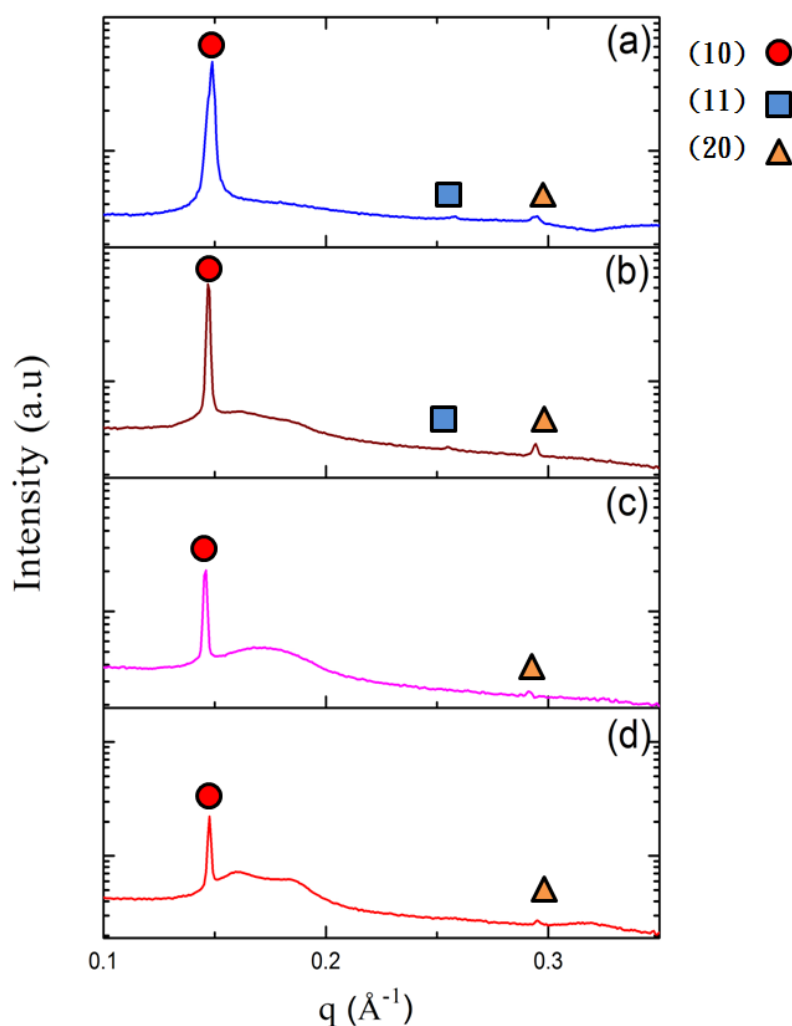 (a)
(10)
(11)
(20)
(b)
(c)
(d)
Intensity (a.u)
0.1 0.2 0.3
q (Å⁻¹)